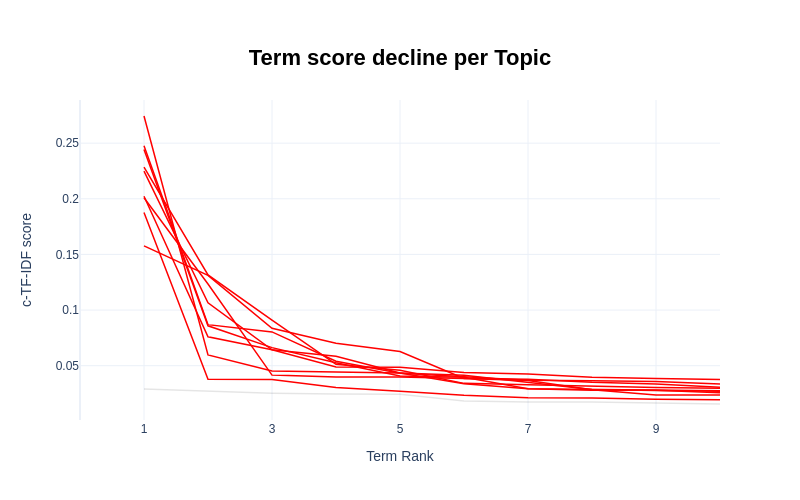 Term score decline per Topic
c-TF-IDF score
0.25
0.2
0.15
0.1
0.05
1 3 5 7 9
Term Rank